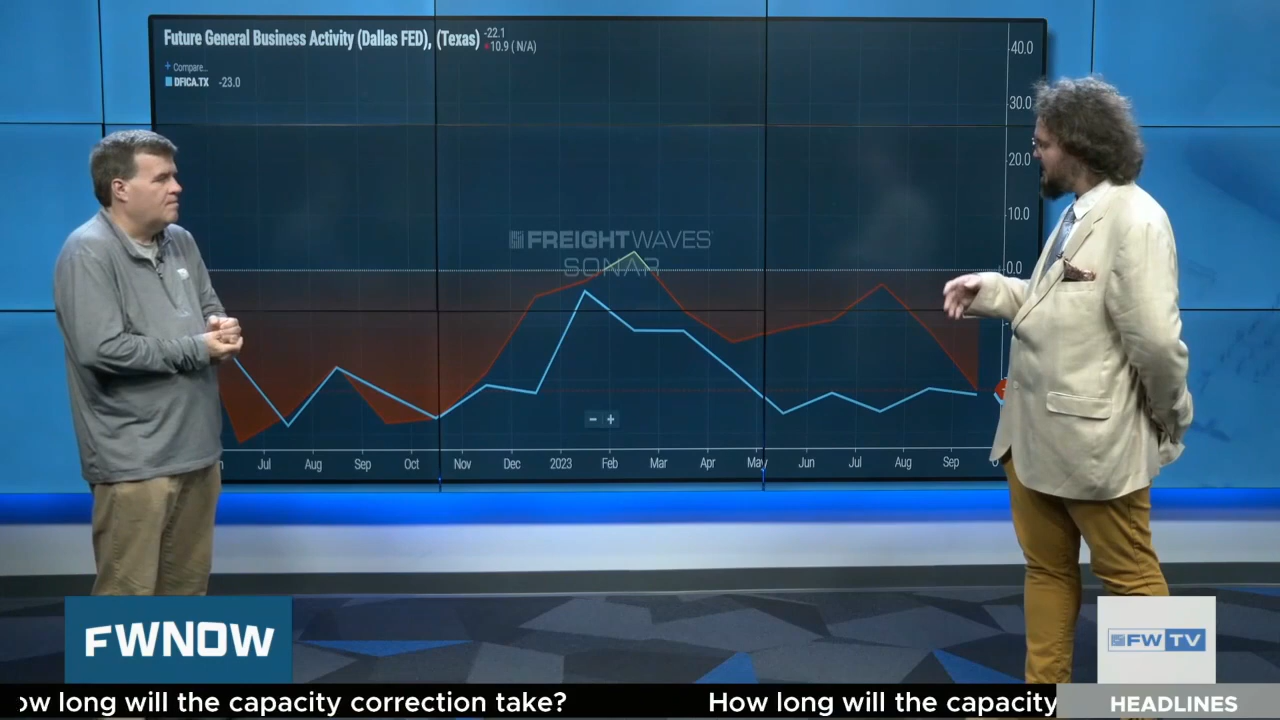 Future General Business Activity (Dallas FED), (Texas) -22.1
10.9 ( N/A)
+ Compare...
DFICA.TX -23.0
40.0
30.0
20.0
10.0
0.0
FREIGHTWAVES
SONAR
− +
Jul Aug Sep Oct Nov Dec 2023 Feb Mar Apr May Jun Jul Aug Sep
FWNOW
FWTV
ow long will the capacity correction take? How long will the capacity
HEADLINES